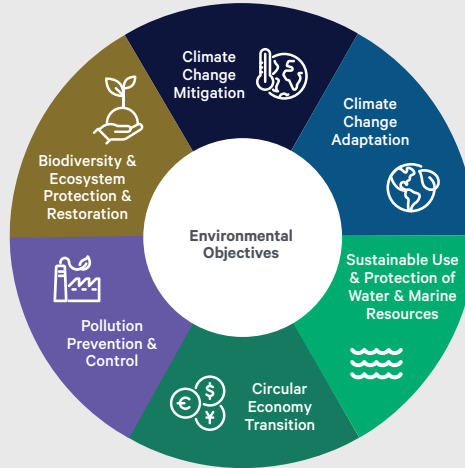 Climate
Change
Mitigation
Climate
Change
Adaptation
Sustainable Use
& Protection of
Water & Marine
Resources
Circular
Economy
Transition
Pollution
Prevention &
Control
Biodiversity &
Ecosystem
Protection &
Restoration
Environmental
Objectives
€
$
¥